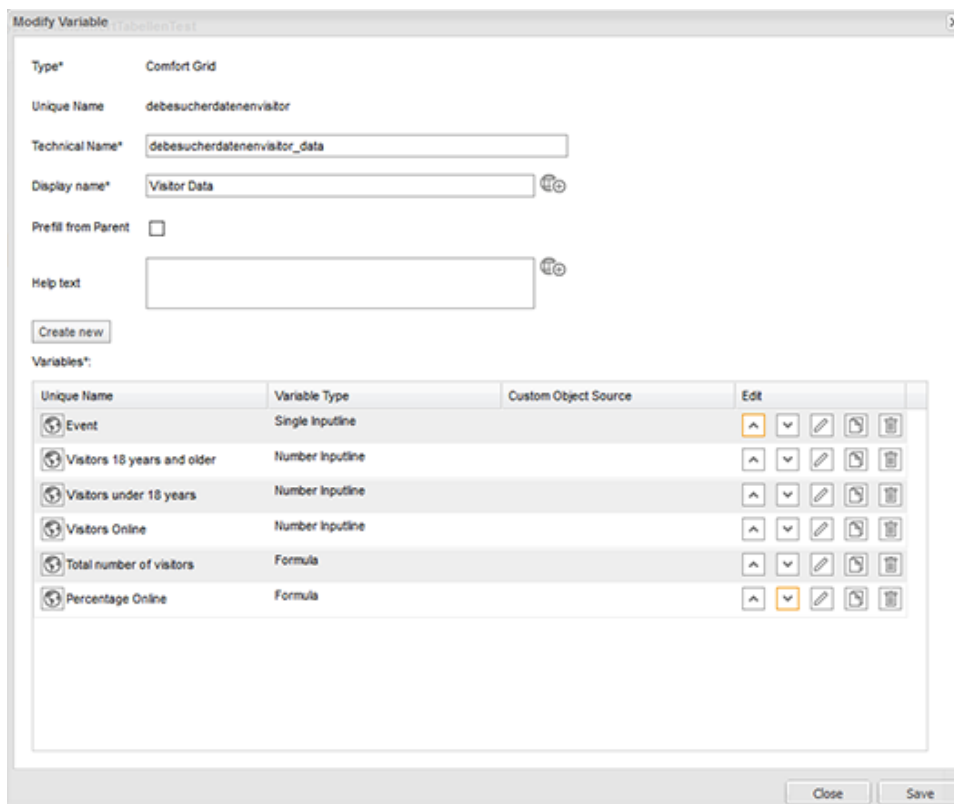 Modify Variable
Type* Comfort Grid
Unique Name debesucherdatenenvisitor
Technical Name* debesucherdatenenvisitor_data
Display name* Visitor Data
Prefill from Parent
Help text
Create new
Variables*:
Unique Name Variable Type Custom Object Source Edit
Event Single Inputline
Visitors 18 years and older Number Inputline
Visitors under 18 years Number Inputline
Visitors Online Number Inputline
Total number of visitors Formula
Percentage Online Formula
Close Save